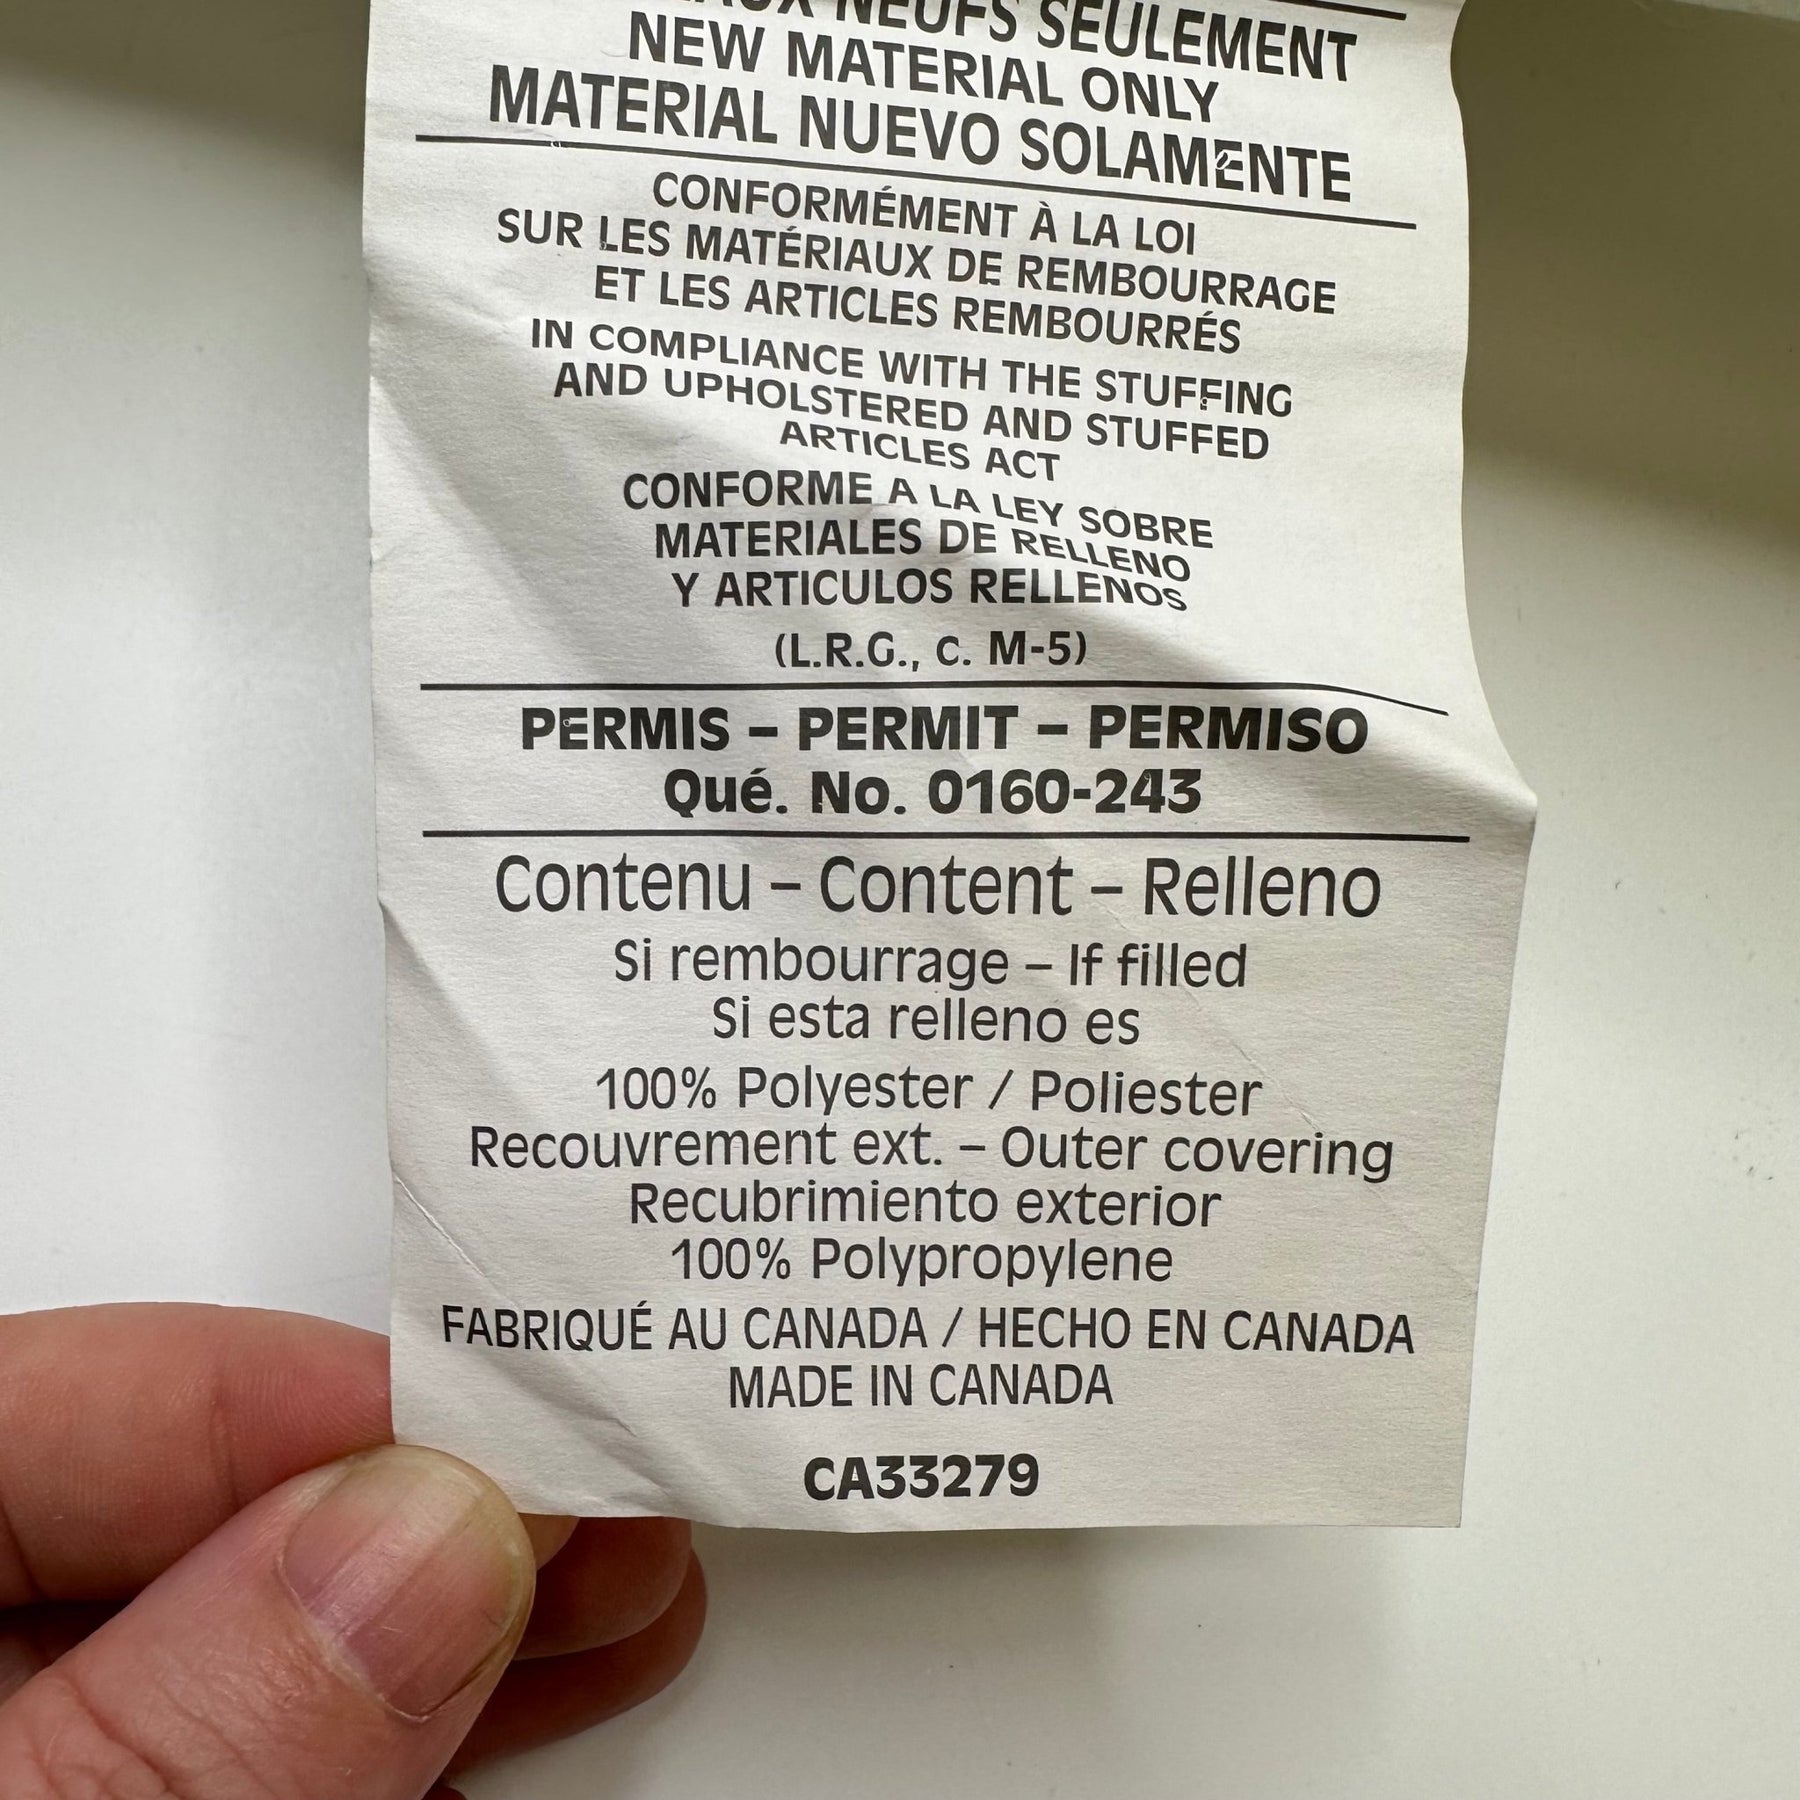 NEUFS SEULEMENT
NEW MATERIAL ONLY
MATERIAL NUEVO SOLAMENTE
CONFORMÉMENT À LA LOI
SUR LES MATÉRIAUX DE REMBOURRAGE
ET LES ARTICLES REMBOURRÉS
IN COMPLIANCE WITH THE STUFFING
AND UPHOLSTERED AND STUFFED
ARTICLES ACT
CONFORME A LA LEY SOBRE
MATERIALES DE RELLENO
Y ARTICULOS RELLENOS
(L.R.G., c. M-5)
PERMIS – PERMIT – PERMISO
Qué. No. 0160-243
Contenu – Content – Relleno
Si rembourrage – If filled
Si esta relleno es
100% Polyester / Poliester
Recouvrement ext. – Outer covering
Recubrimiento exterior
100% Polypropylene
FABRIQUÉ AU CANADA / HECHO EN CANADA
MADE IN CANADA
CA33279